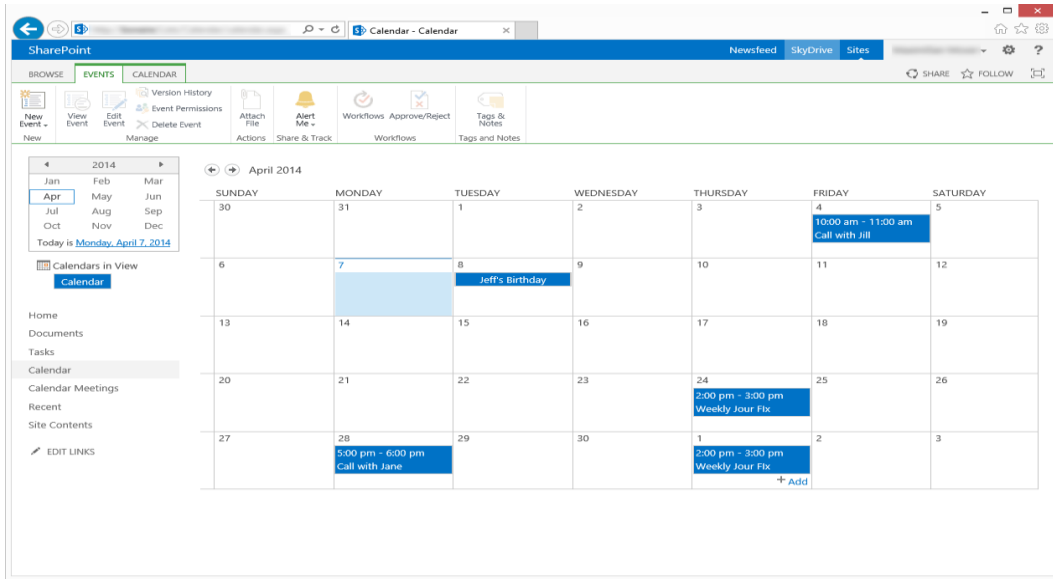 Calendar - Calendar
SharePoint
Newsfeed SkyDrive Sites
?
BROWSE EVENTS CALENDAR
SHARE FOLLOW
New Event
View Event
Edit Event
Version History
Event Permissions
Delete Event
Attach File
Alert Me
Workflows
Approve/Reject
Tags & Notes
New
Manage
Actions
Share & Track
Workflows
Tags and Notes
2014
Jan Feb Mar
Apr May Jun
Jul Aug Sep
Oct Nov Dec
Today is Monday, April 7, 2014
Calendars in View
Calendar
Home
Documents
Tasks
Calendar
Calendar Meetings
Recent
Site Contents
EDIT LINKS
April 2014
SUNDAY MONDAY TUESDAY WEDNESDAY THURSDAY FRIDAY SATURDAY
30 31 1 2 3 4 5
10:00 am - 11:00 am
Call with Jill
6 7 8 9 10 11 12
Jeff's Birthday
13 14 15 16 17 18 19
20 21 22 23 24 25 26
2:00 pm - 3:00 pm
Weekly Jour FIx
27 28 29 30 1 2 3
5:00 pm - 6:00 pm 2:00 pm - 3:00 pm
Call with Jane Weekly Jour FIx
+ Add